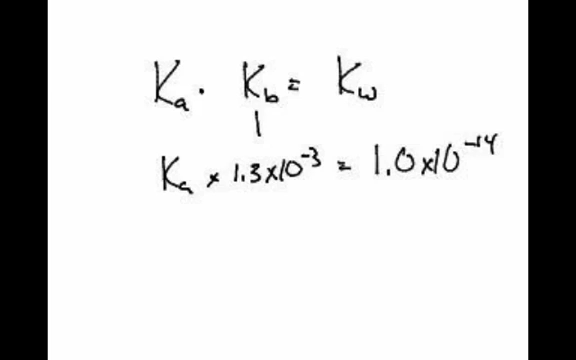 Ka · Kb = Kw
Ka × 1.3×10⁻³ = 1.0×10⁻¹⁴